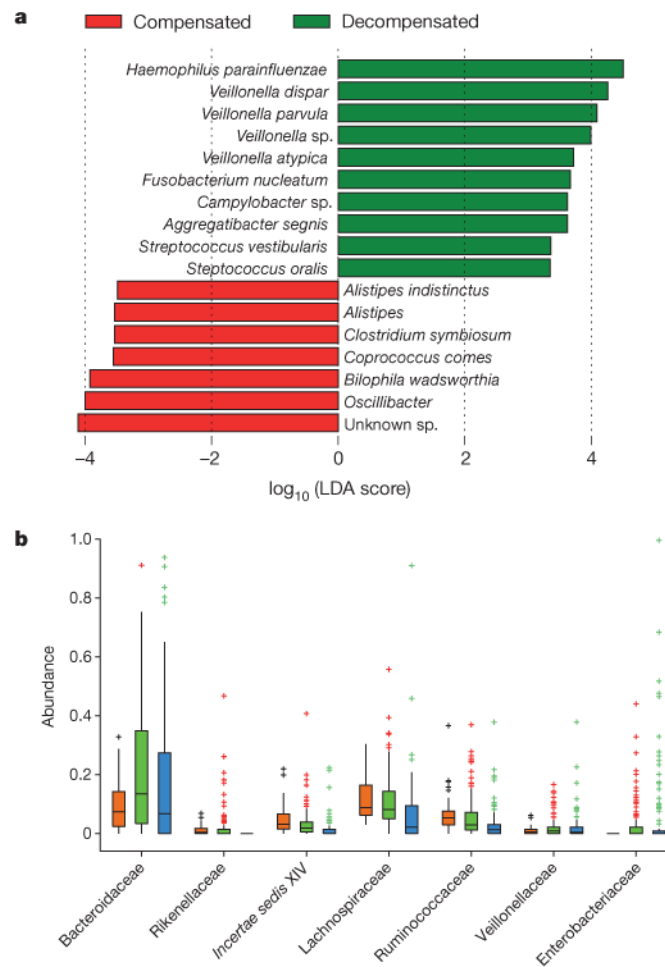 a
Compensated Decompensated
Haemophilus parainfluenzae
Veillonella dispar
Veillonella parvula
Veillonella sp.
Veillonella atypica
Fusobacterium nucleatum
Campylobacter sp.
Aggregatibacter segnis
Streptococcus vestibularis
Steptococcus oralis
Alistipes indistinctus
Alistipes
Clostridium symbiosum
Coprococcus comes
Bilophila wadsworthia
Oscillibacter
Unknown sp.
−4 −2 0 2 4
log10 (LDA score)
b
Abundance
1.0
0.8
0.6
0.4
0.2
0
Bacteroidaceae
Rikenellaceae
Incertae sedis XIV
Lachnospiraceae
Ruminococcaceae
Veillonellaceae
Enterobacteriaceae